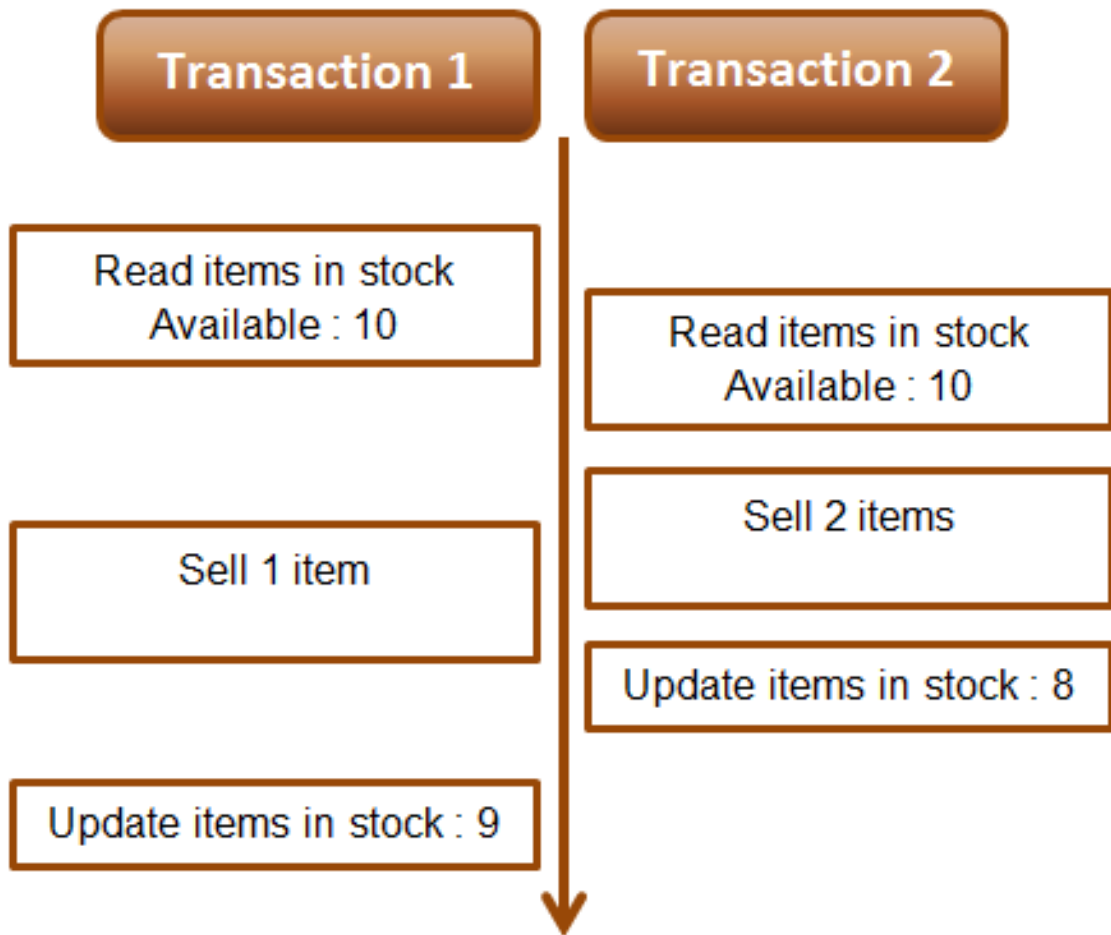 Transaction 1
Transaction 2
Read items in stock
Available : 10
Read items in stock
Available : 10
Sell 2 items
Sell 1 item
Update items in stock : 8
Update items in stock : 9